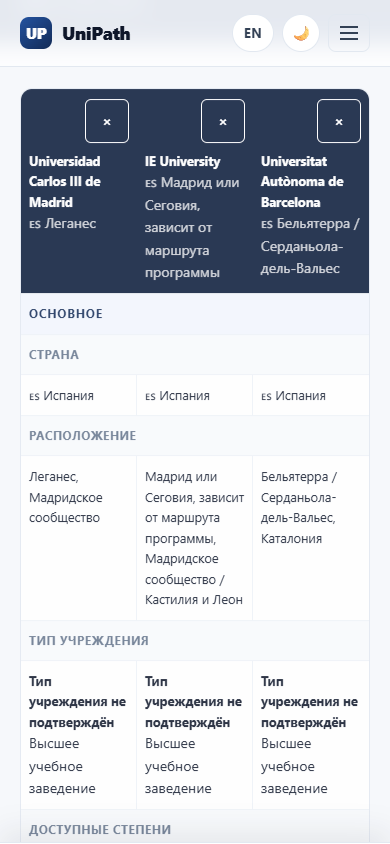 UP UniPath EN
× × ×
Universidad
Carlos III de
Madrid
ES Леганес
IE University
ES Мадрид или
Сеговия,
зависит от
маршрута
программы
Universitat
Autònoma de
Barcelona
ES Бельятерра /
Серданьола-
дель-Вальес
ОСНОВНОЕ
СТРАНА
ES Испания
ES Испания
ES Испания
РАСПОЛОЖЕНИЕ
Леганес,
Мадридское
сообщество
Мадрид или
Сеговия, зависит
от маршрута
программы,
Мадридское
сообщество /
Кастилия и Леон
Бельятерра /
Серданьола-
дель-Вальес,
Каталония
ТИП УЧРЕЖДЕНИЯ
Тип
учреждения не
подтверждён
Высшее
учебное
заведение
Тип
учреждения не
подтверждён
Высшее
учебное
заведение
Тип
учреждения не
подтверждён
Высшее
учебное
заведение
ДОСТУПНЫЕ СТЕПЕНИ